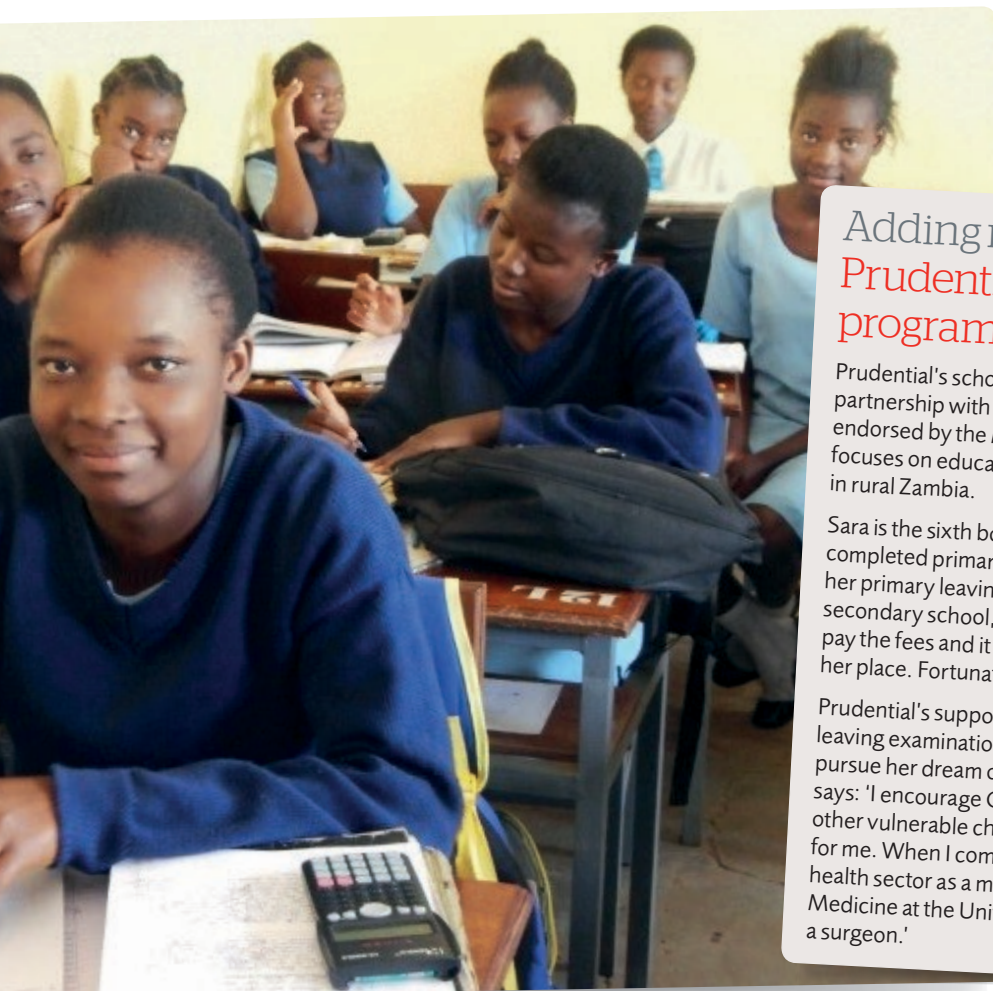 Adding
Prudent
program
Prudential's scho
partnership with
endorsed by the
focuses on educa
in rural Zambia.
Sara is the sixth bo
completed primar
her primary leavin
secondary school,
pay the fees and it
her place. Fortuna
Prudential's suppo
leaving examinatio
pursue her dream o
says: 'I encourage C
other vulnerable ch
for me. When I com
health sector as a m
Medicine at the Uni
a surgeon.'
12L